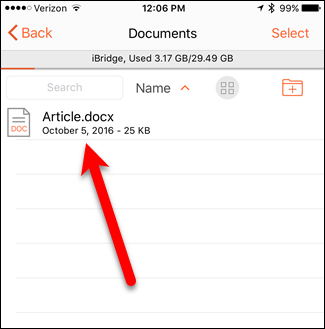 Verizon 12:06 PM 99%
Back Documents Select
iBridge, Used 3.17 GB/29.49 GB
Search Name
Article.docx
DOC
October 5, 2016 - 25 KB